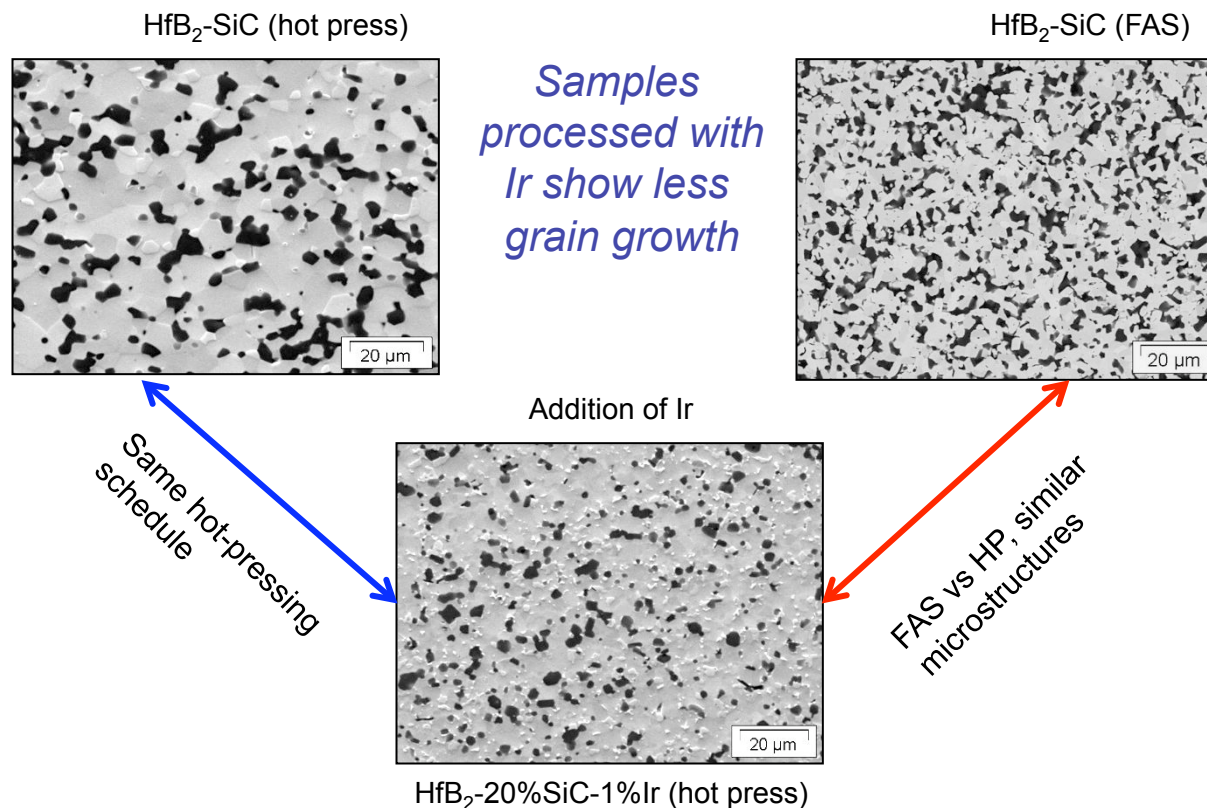 HfB₂-SiC (hot press)
HfB₂-SiC (FAS)
Samples
processed with
Ir show less
grain growth
20 µm
20 µm
Addition of Ir
Same hot-pressing
schedule
FAS vs HP, similar
microstructures
20 µm
HfB₂-20%SiC-1%Ir (hot press)